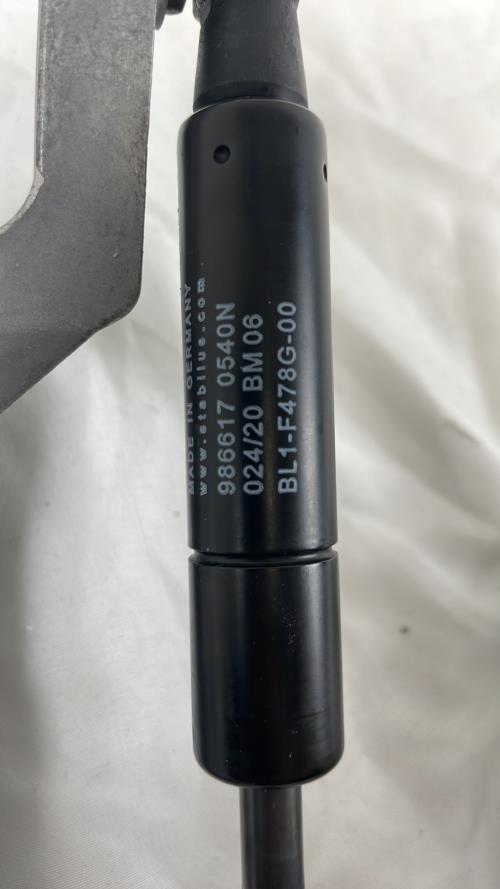 MADE IN GERMANY
www.stabilus.com
986617 0540N
024/20 BM 06
BL1-F478G-00